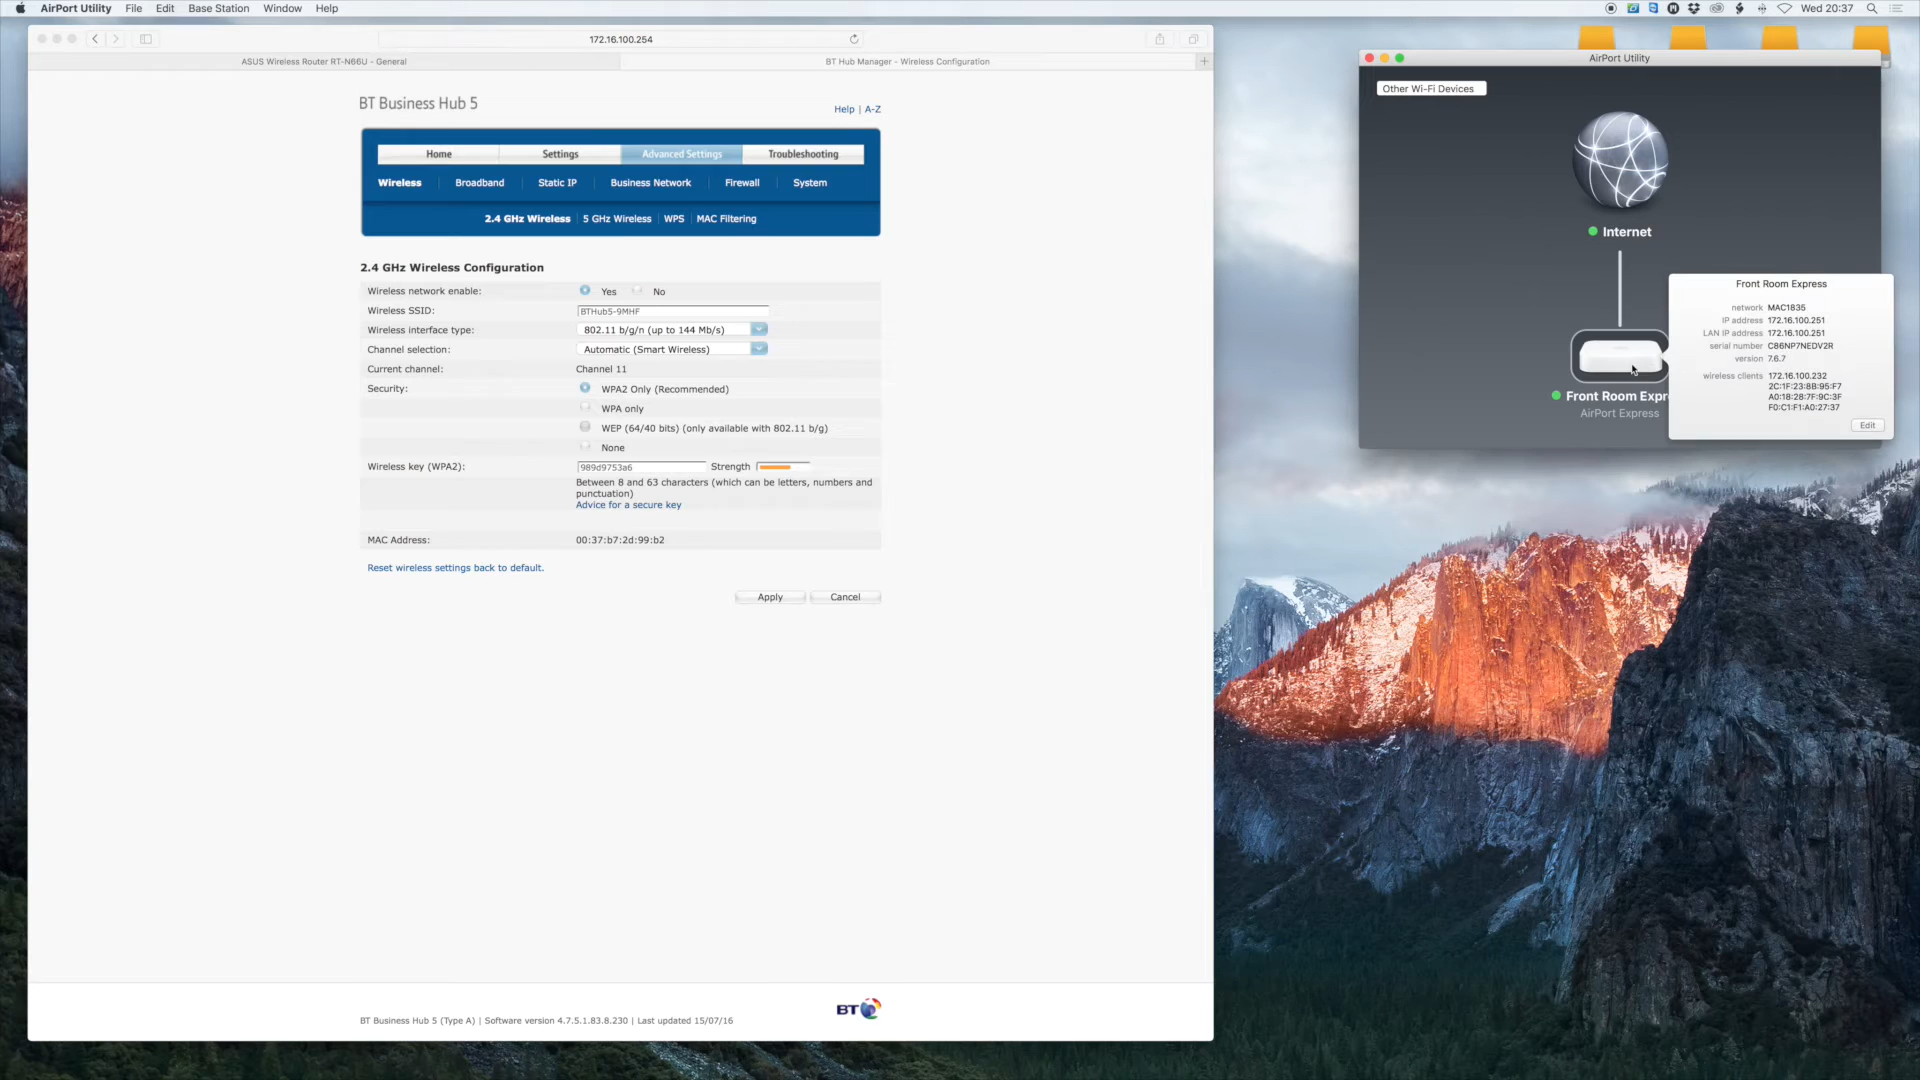 AirPort Utility File Edit Base Station Window Help
Wed 20:37
172.16.100.254
ASUS Wireless Router RT-N66U - General
BT Hub Manager - Wireless Configuration
BT Business Hub 5
Help | A-Z
Home Settings Advanced Settings Troubleshooting
Wireless Broadband Static IP Business Network Firewall System
2.4 GHz Wireless 5 GHz Wireless WPS MAC Filtering
2.4 GHz Wireless Configuration
Wireless network enable: Yes No
Wireless SSID: BTHub5-9MHF
Wireless interface type: 802.11 b/g/n (up to 144 Mb/s)
Channel selection: Automatic (Smart Wireless)
Current channel: Channel 11
Security: WPA2 Only (Recommended)
WPA only
WEP (64/40 bits) (only available with 802.11 b/g)
None
Wireless key (WPA2): 989d9753a6 Strength
Between 8 and 63 characters (which can be letters, numbers and
punctuation)
Advice for a secure key
MAC Address: 00:37:b7:2d:99:b2
Reset wireless settings back to default.
Apply Cancel
BT
BT Business Hub 5 (Type A) | Software version 4.7.5.1.83.8.230 | Last updated 15/07/16
AirPort Utility
Other Wi-Fi Devices
Internet
Front Room Expr
AirPort Express
Front Room Express
network MAC1835
IP address 172.16.100.251
LAN IP address 172.16.100.251
serial number C86NP7NEDV2R
version 7.6.7
wireless clients 172.16.100.232
2C:1F:23:8B:95:F7
A0:18:28:7F:9C:3F
F0:C1:F1:A0:27:37
Edit